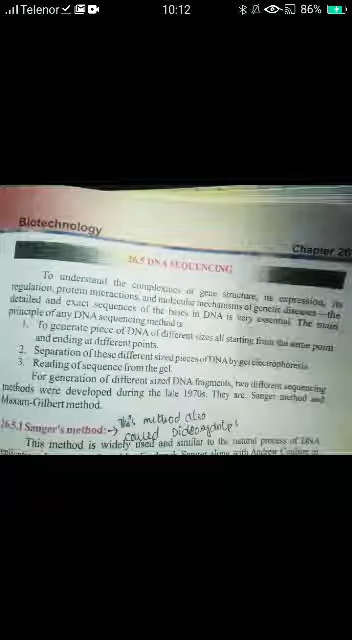 Telenor 10:12 86%
Biotechnology
Chapter 26
26.5 DNA SEQUENCING
To understand the complexities of gene structure, its expression, its
regulation, protein interactions, and molecular mechanisms of genetic diseases—the
detailed and exact sequences of the bases in DNA is very essential. The main
principle of any DNA sequencing method is
1. To generate piece of DNA of different sizes all starting from the same point
and ending at different points.
2. Separation of these different sized pieces of DNA by gel electrophoresis.
3. Reading of sequence from the gel.
For generation of different sized DNA fragments, two different sequencing
methods were developed during the late 1970s. They are. Sanger method and
Maxam-Gilbert method.
This method also
26.5.1 Sanger's method:-→ called
This method is widely used and similar to the natural process of DNA
Sanger along with Andrew Coulson